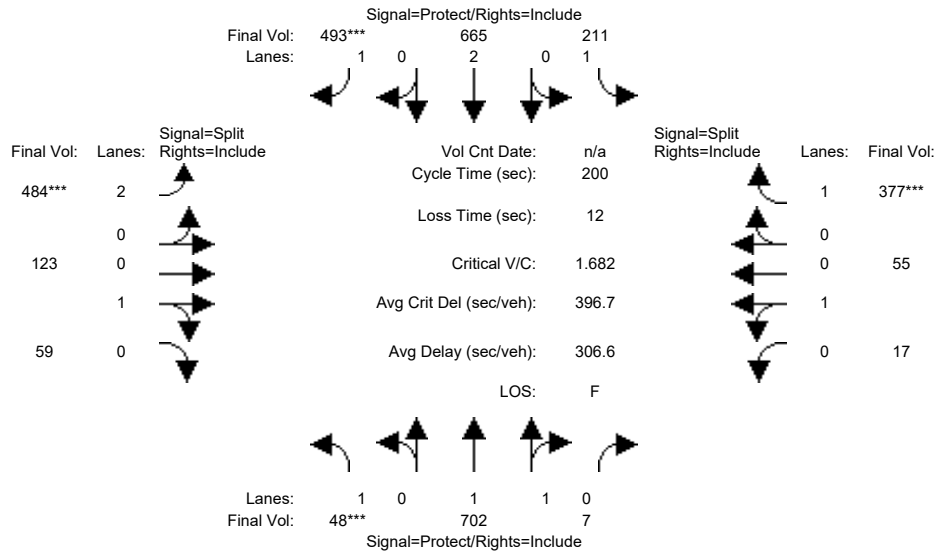 Signal=Protect/Rights=Include
Final Vol: 493*** 665 211
Lanes: 1 0 2 0 1
Signal=Split
Final Vol: Lanes: Rights=Include
Vol Cnt Date: n/a
Signal=Split
Rights=Include Lanes: Final Vol:
Cycle Time (sec): 200
484*** 2
1 377***
Loss Time (sec): 12
0
0
123 0
Critical V/C: 1.682
0 55
1
Avg Crit Del (sec/veh): 396.7
1
59 0
Avg Delay (sec/veh): 306.6
0 17
LOS: F
Lanes: 1 0 1 1 0
Final Vol: 48*** 702 7
Signal=Protect/Rights=Include